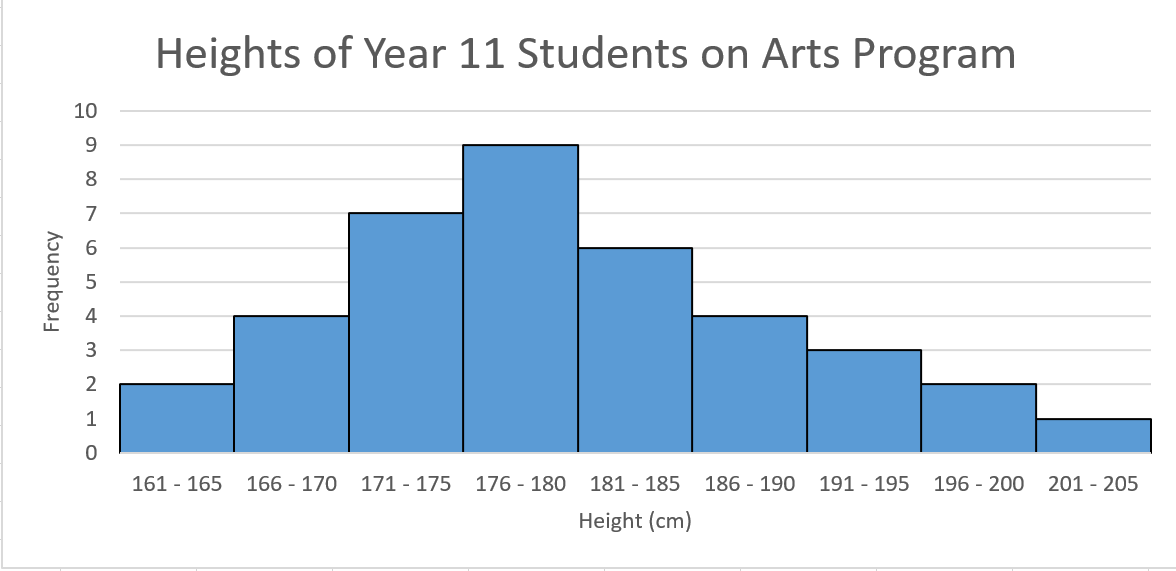 Heights of Year 11 Students on Arts Program
10
9
8
7
6
5
4
3
2
1
0
Frequency
161 - 165 166 - 170 171 - 175 176 - 180 181 - 185 186 - 190 191 - 195 196 - 200 201 - 205
Height (cm)